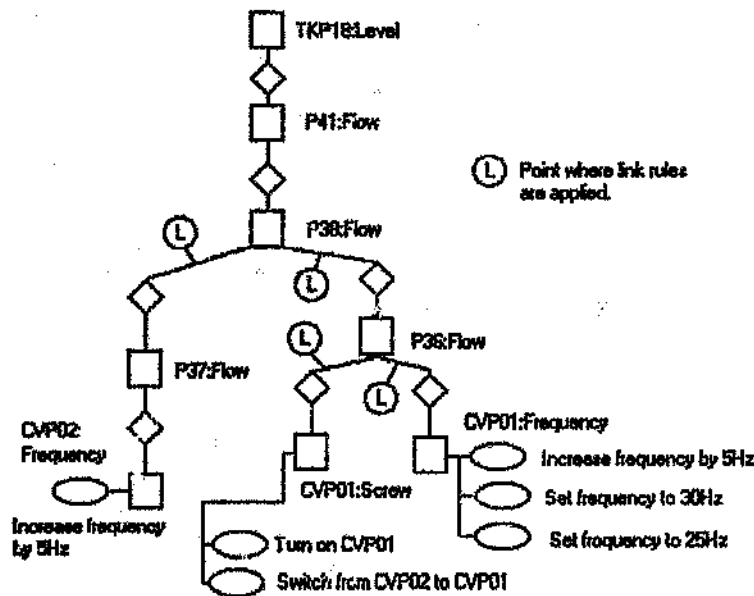 TKP18:Level
P41:Flow
L Point where link rules
are applied.
P38:Flow
L
L
P37:Flow
P36:Flow
L
L
CVP02:
Frequency
CVP01:Frequency
CVP01:Screw
Increase frequency
by 5Hz
Increase frequency by 5Hz
Set frequency to 30Hz
Set frequency to 25Hz
Turn on CVP01
Switch from CVP02 to CVP01